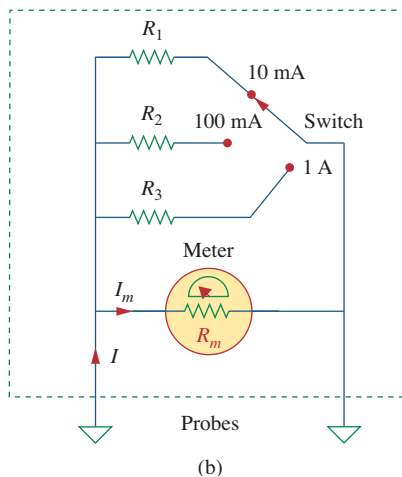 R1
10 mA
R2
100 mA
Switch
1 A
R3
Meter
Im
Rm
I
Probes
(b)